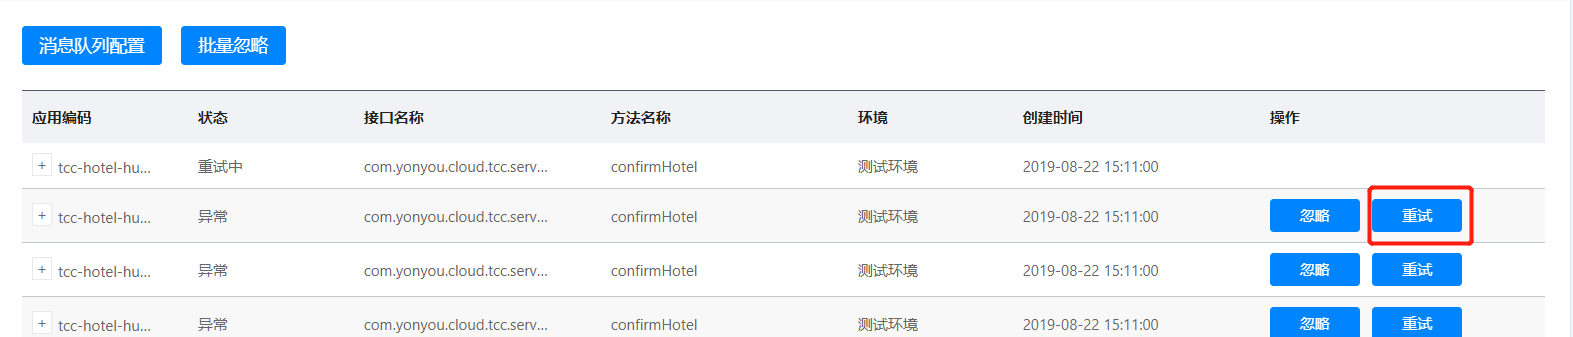 消息队列配置 批量忽略
应用编码 状态 接口名称 方法名称 环境 创建时间 操作
+ tcc-hotel-hu... 重试中 com.yonyou.cloud.tcc.serv... confirmHotel 测试环境 2019-08-22 15:11:00
+ tcc-hotel-hu... 异常 com.yonyou.cloud.tcc.serv... confirmHotel 测试环境 2019-08-22 15:11:00 忽略 重试
+ tcc-hotel-hu... 异常 com.yonyou.cloud.tcc.serv... confirmHotel 测试环境 2019-08-22 15:11:00 忽略 重试
+ tcc-hotel-hu... 异常 com.yonyou.cloud.tcc.serv... confirmHotel 测试环境 2019-08-22 15:11:00 忽略 重试